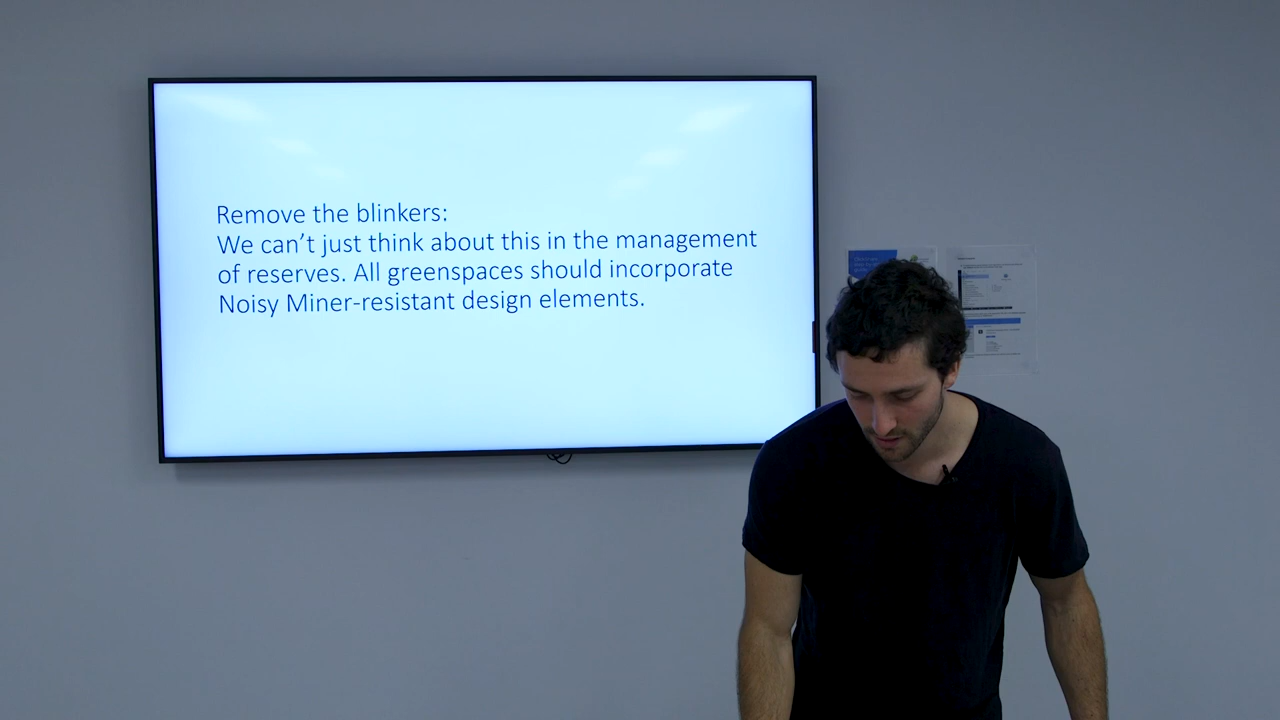 Remove the blinkers:
We can't just think about this in the management
of reserves. All greenspaces should incorporate
Noisy Miner-resistant design elements.